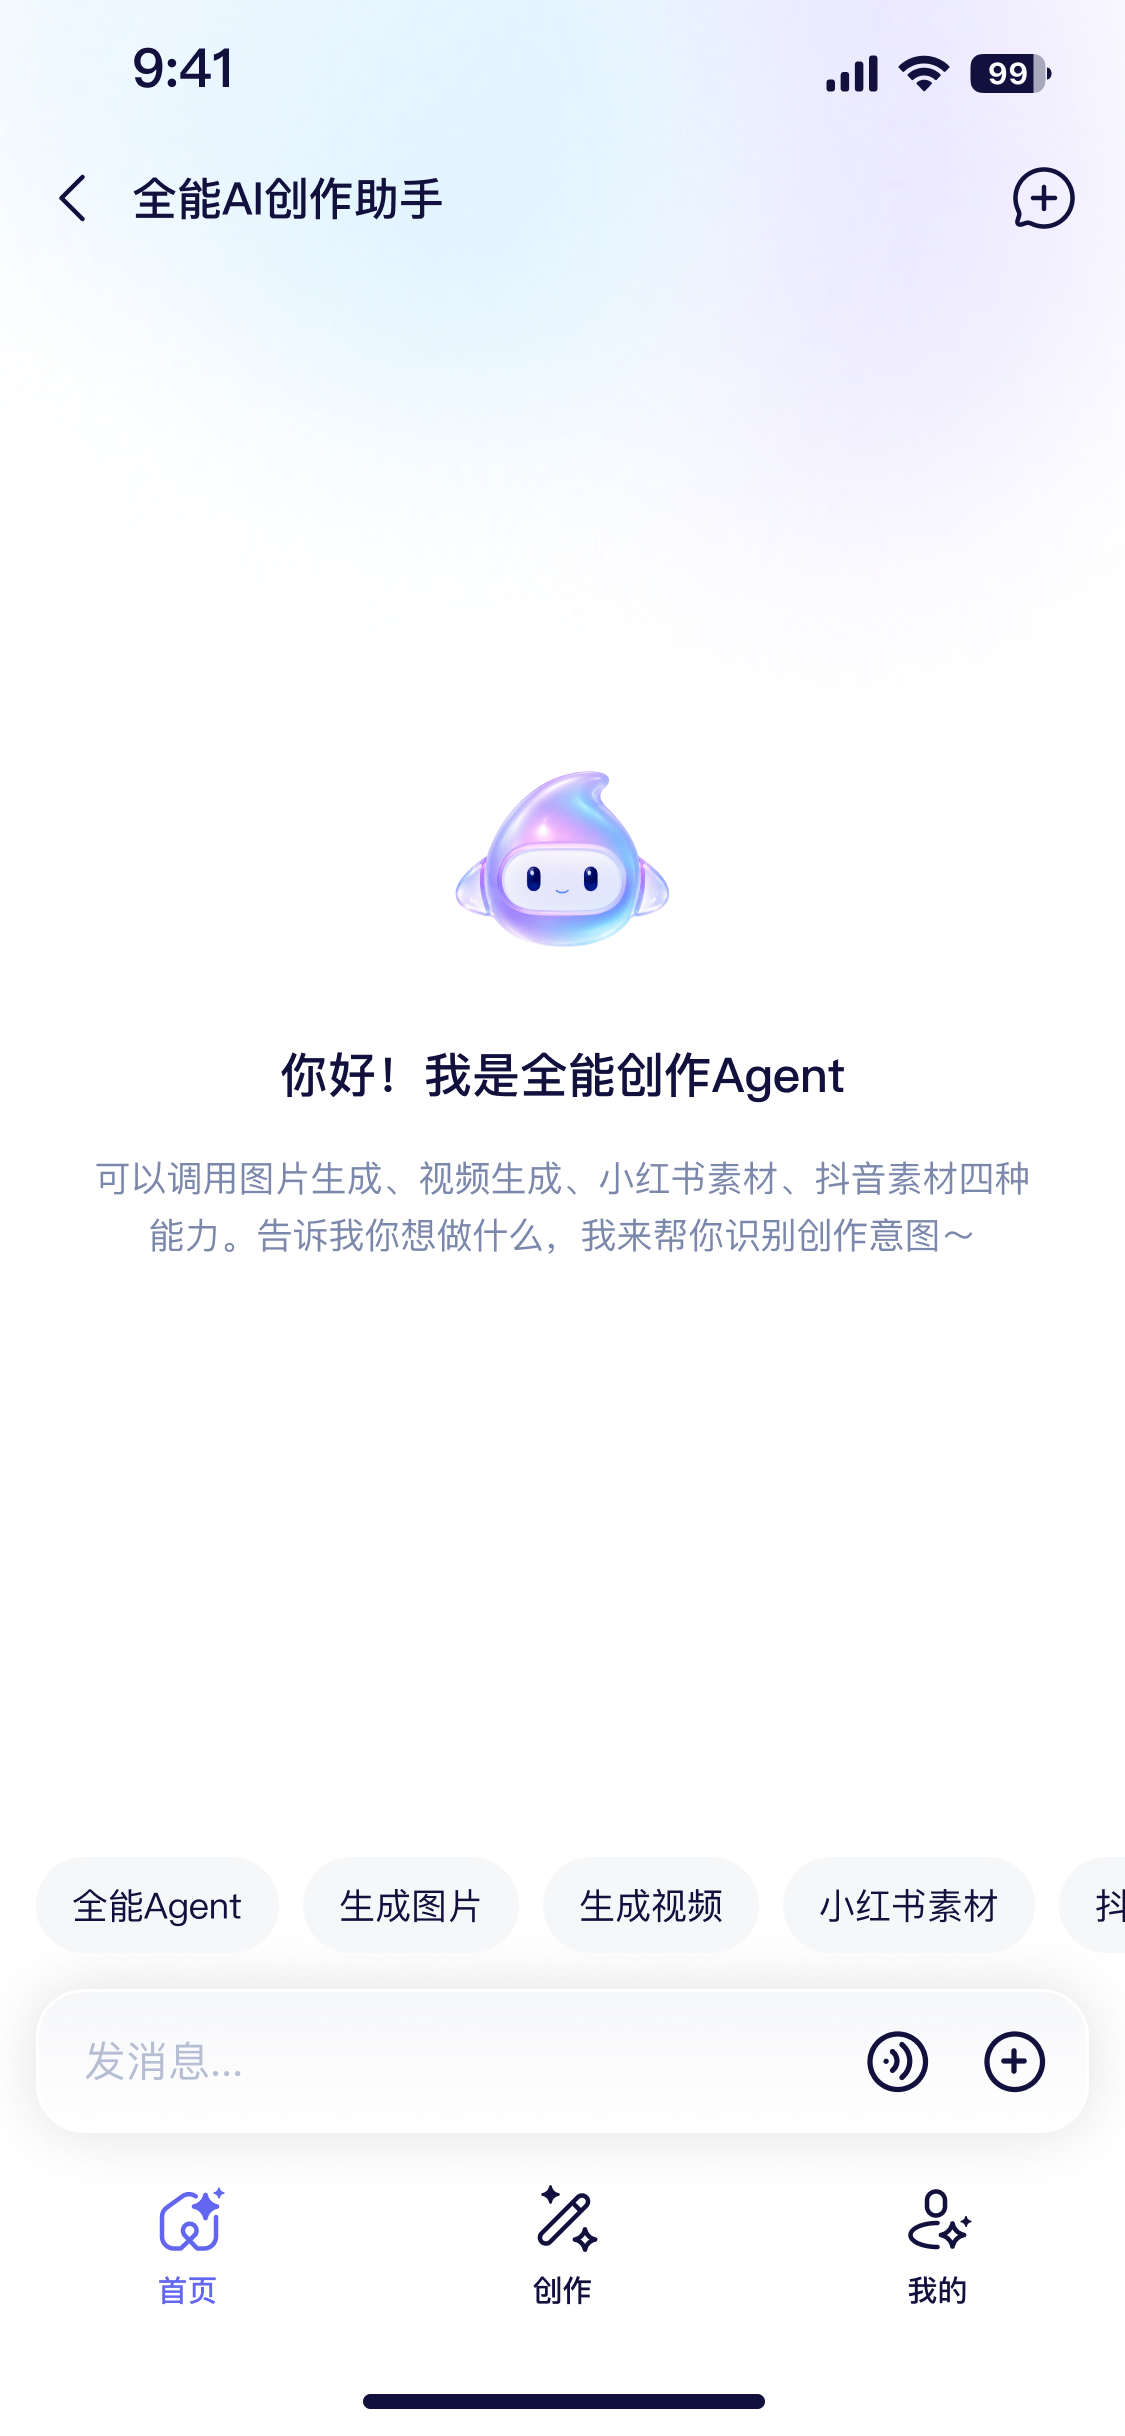 9:41
99
全能AI创作助手
你好！我是全能创作Agent
可以调用图片生成、视频生成、小红书素材、抖音素材四种
能力。告诉我你想做什么，我来帮你识别创作意图～
全能Agent
生成图片
生成视频
小红书素材
抖
发消息...
首页
创作
我的